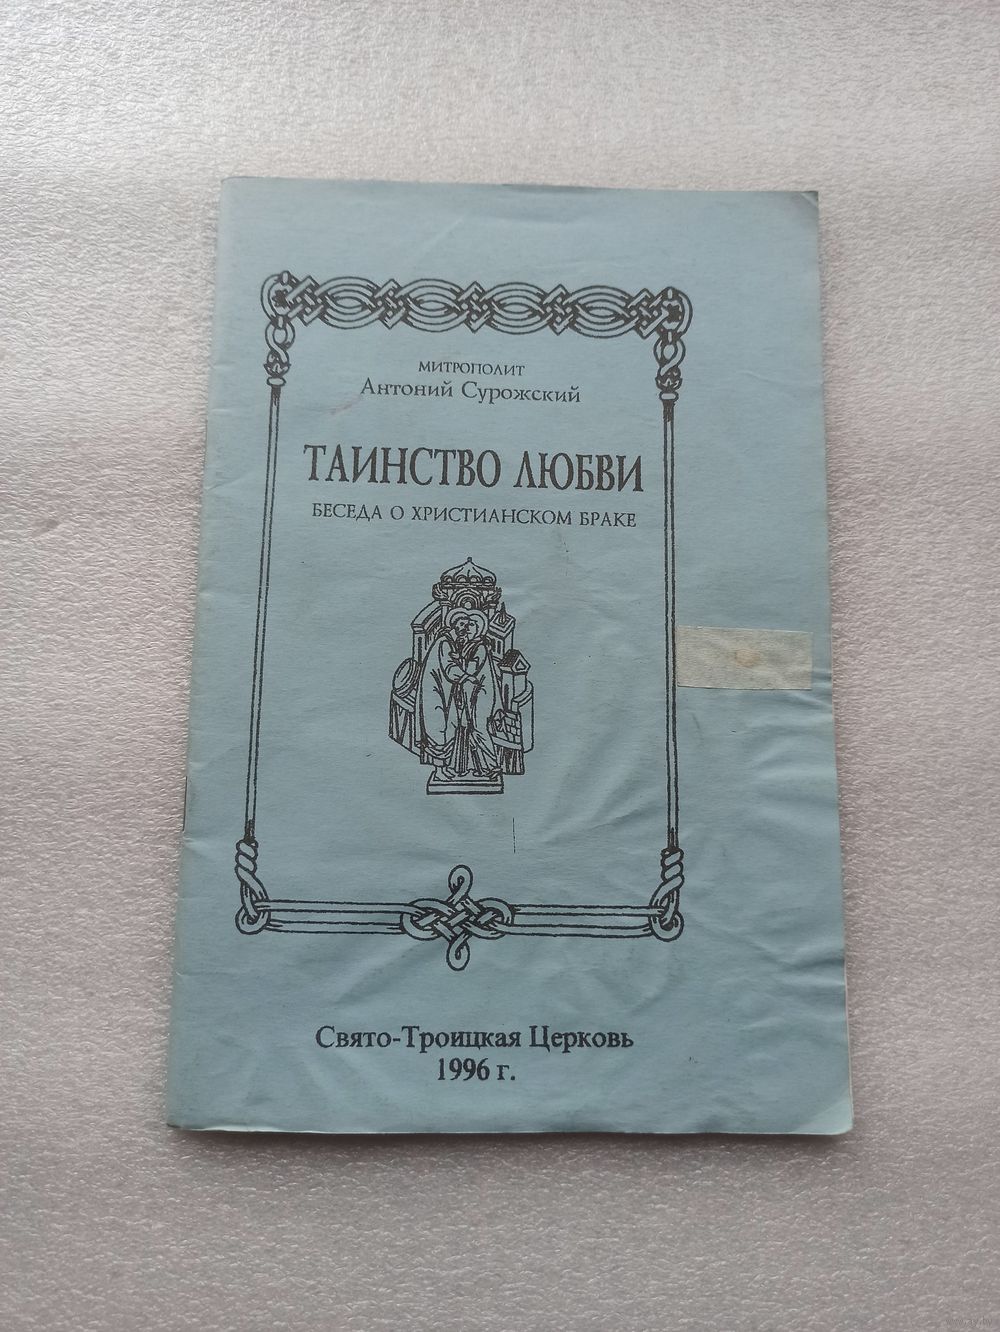 МИТРОПОЛИТ
Антоний Сурожский
ТАИНСТВО ЛЮБВИ
БЕСЕДА О ХРИСТИАНСКОМ БРАКЕ
Свято-Троицкая Церковь
1996 г.